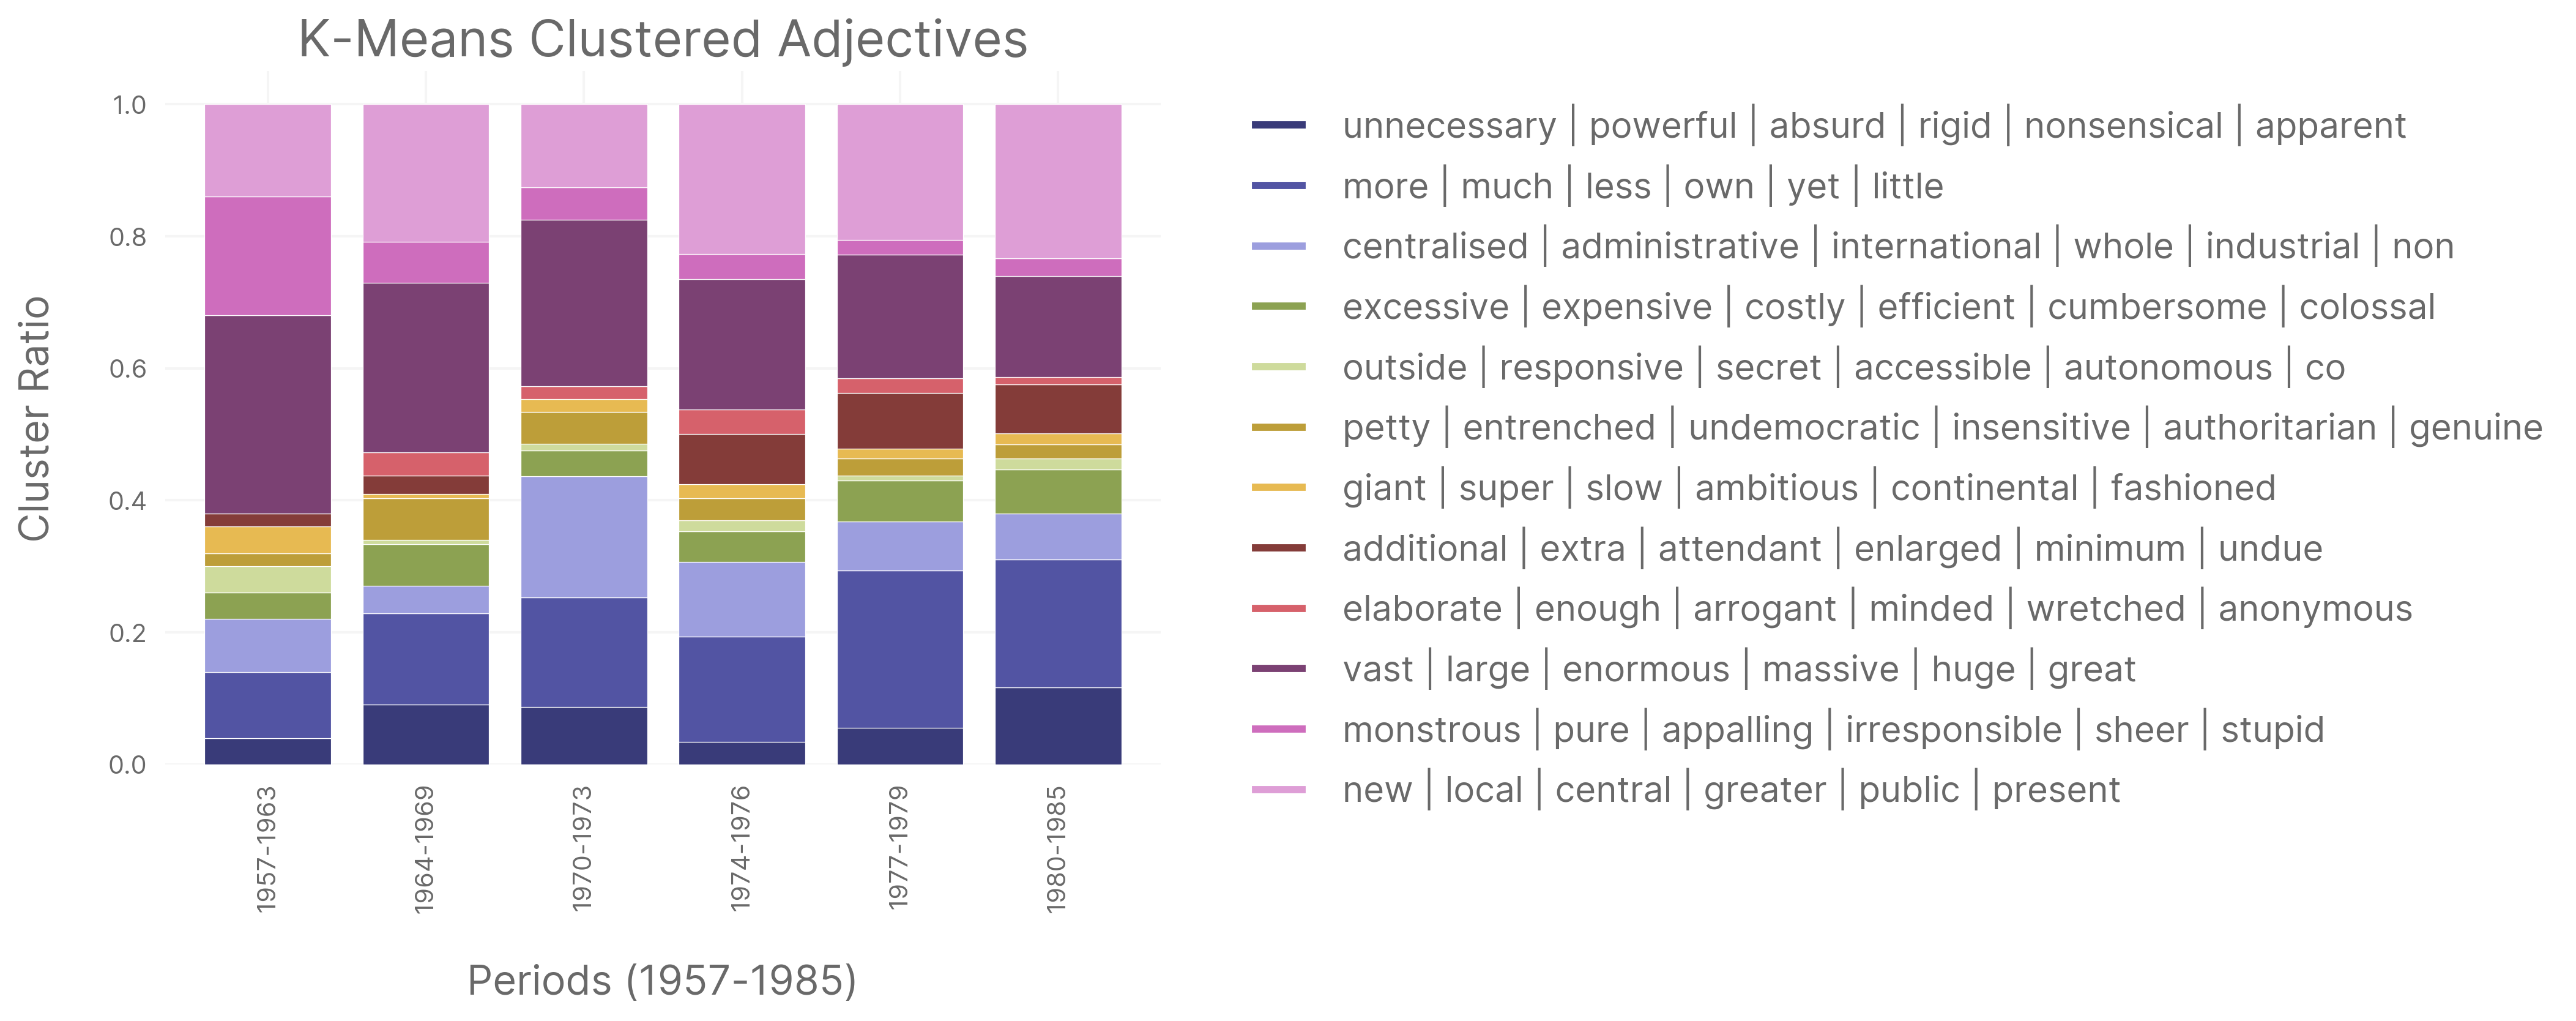 K-Means Clustered Adjectives
Cluster Ratio
1.0
0.8
0.6
0.4
0.2
0.0
1957-1963
1964-1969
1970-1973
1974-1976
1977-1979
1980-1985
Periods (1957-1985)
unnecessary | powerful | absurd | rigid | nonsensical | apparent
more | much | less | own | yet | little
centralised | administrative | international | whole | industrial | non
excessive | expensive | costly | efficient | cumbersome | colossal
outside | responsive | secret | accessible | autonomous | co
petty | entrenched | undemocratic | insensitive | authoritarian | genuine
giant | super | slow | ambitious | continental | fashioned
additional | extra | attendant | enlarged | minimum | undue
elaborate | enough | arrogant | minded | wretched | anonymous
vast | large | enormous | massive | huge | great
monstrous | pure | appalling | irresponsible | sheer | stupid
new | local | central | greater | public | present